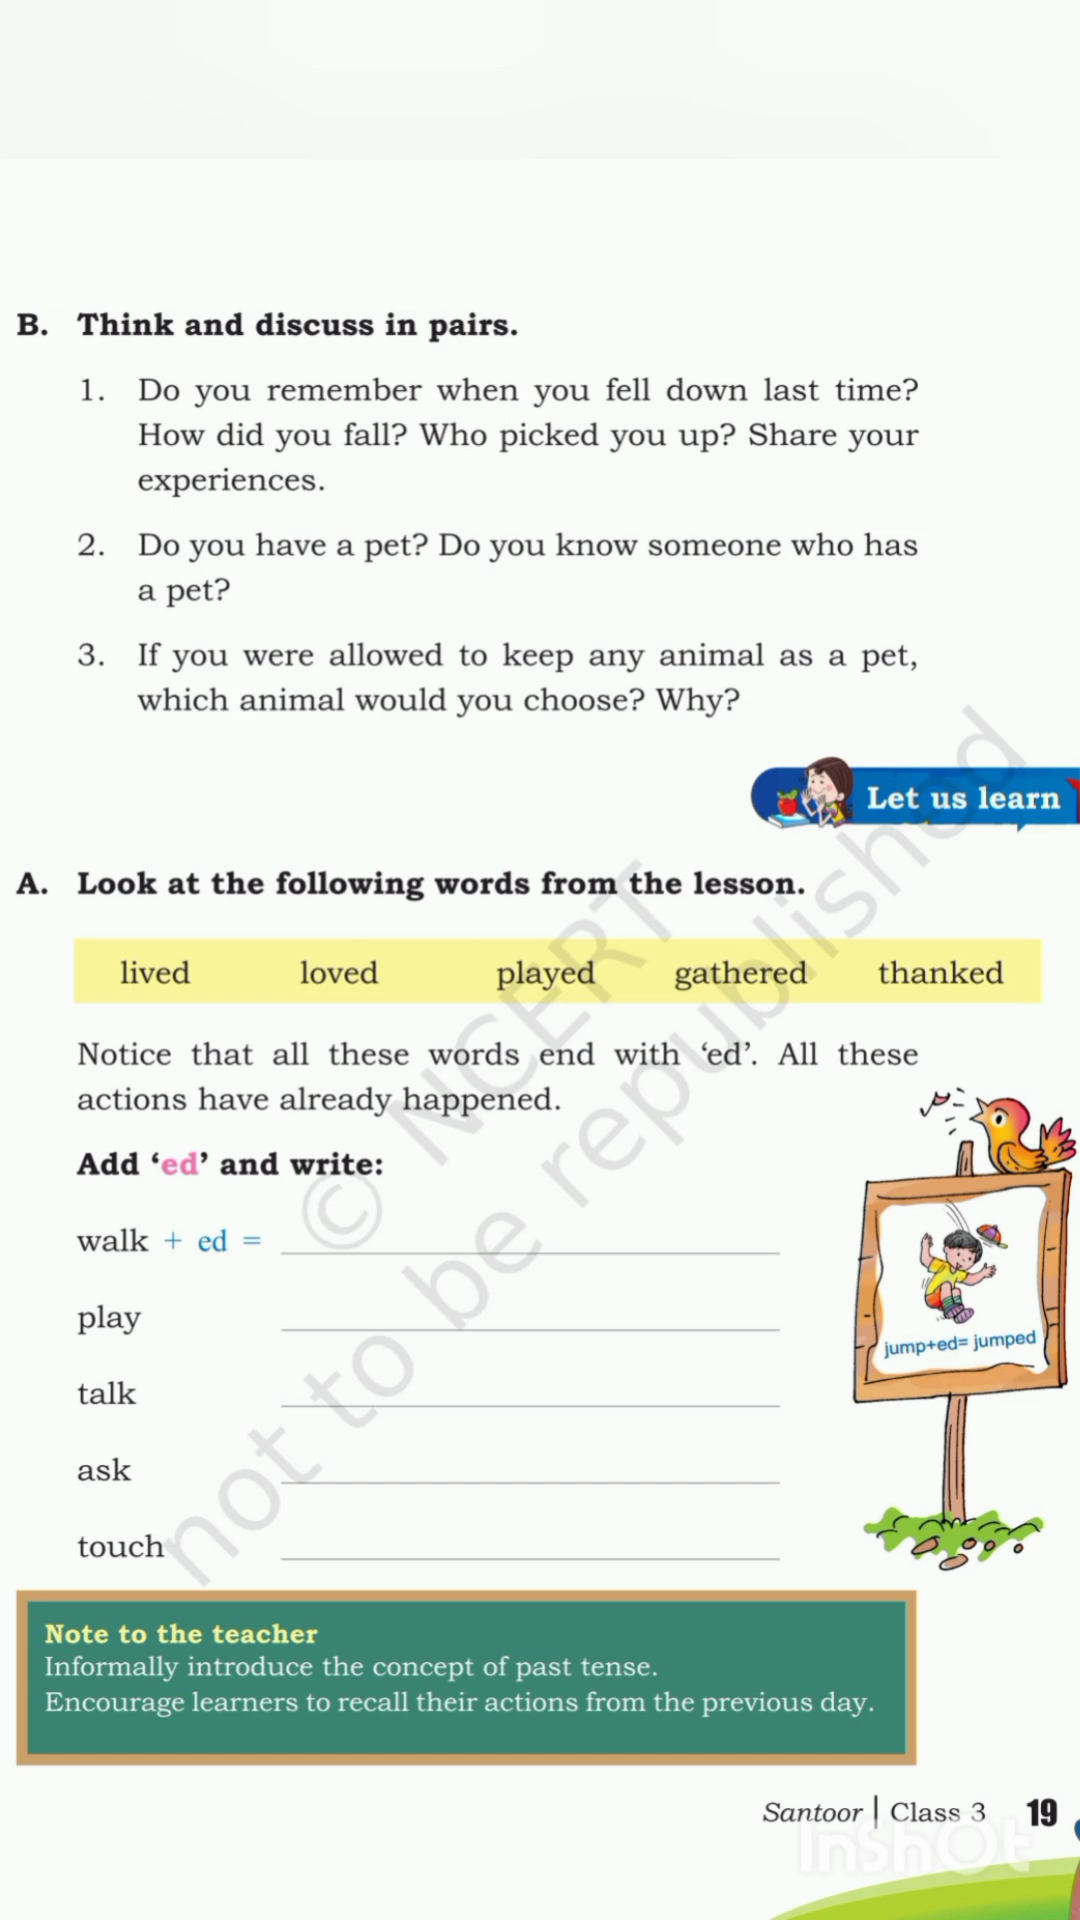 B. Think and discuss in pairs.
1. Do you remember when you fell down last time?
How did you fall? Who picked you up? Share your
experiences.
2. Do you have a pet? Do you know someone who has
a pet?
3. If you were allowed to keep any animal as a pet,
which animal would you choose? Why?
Let us learn
A. Look at the following words from the lesson.
lived loved played gathered thanked
Notice that all these words end with ‘ed’. All these
actions have already happened.
Add ‘ed’ and write:
walk + ed =
play
talk
ask
touch
jump+ed= jumped
© NCERT
not to be republished
Note to the teacher
Informally introduce the concept of past tense.
Encourage learners to recall their actions from the previous day.
Santoor | Class 3 19
InShOt